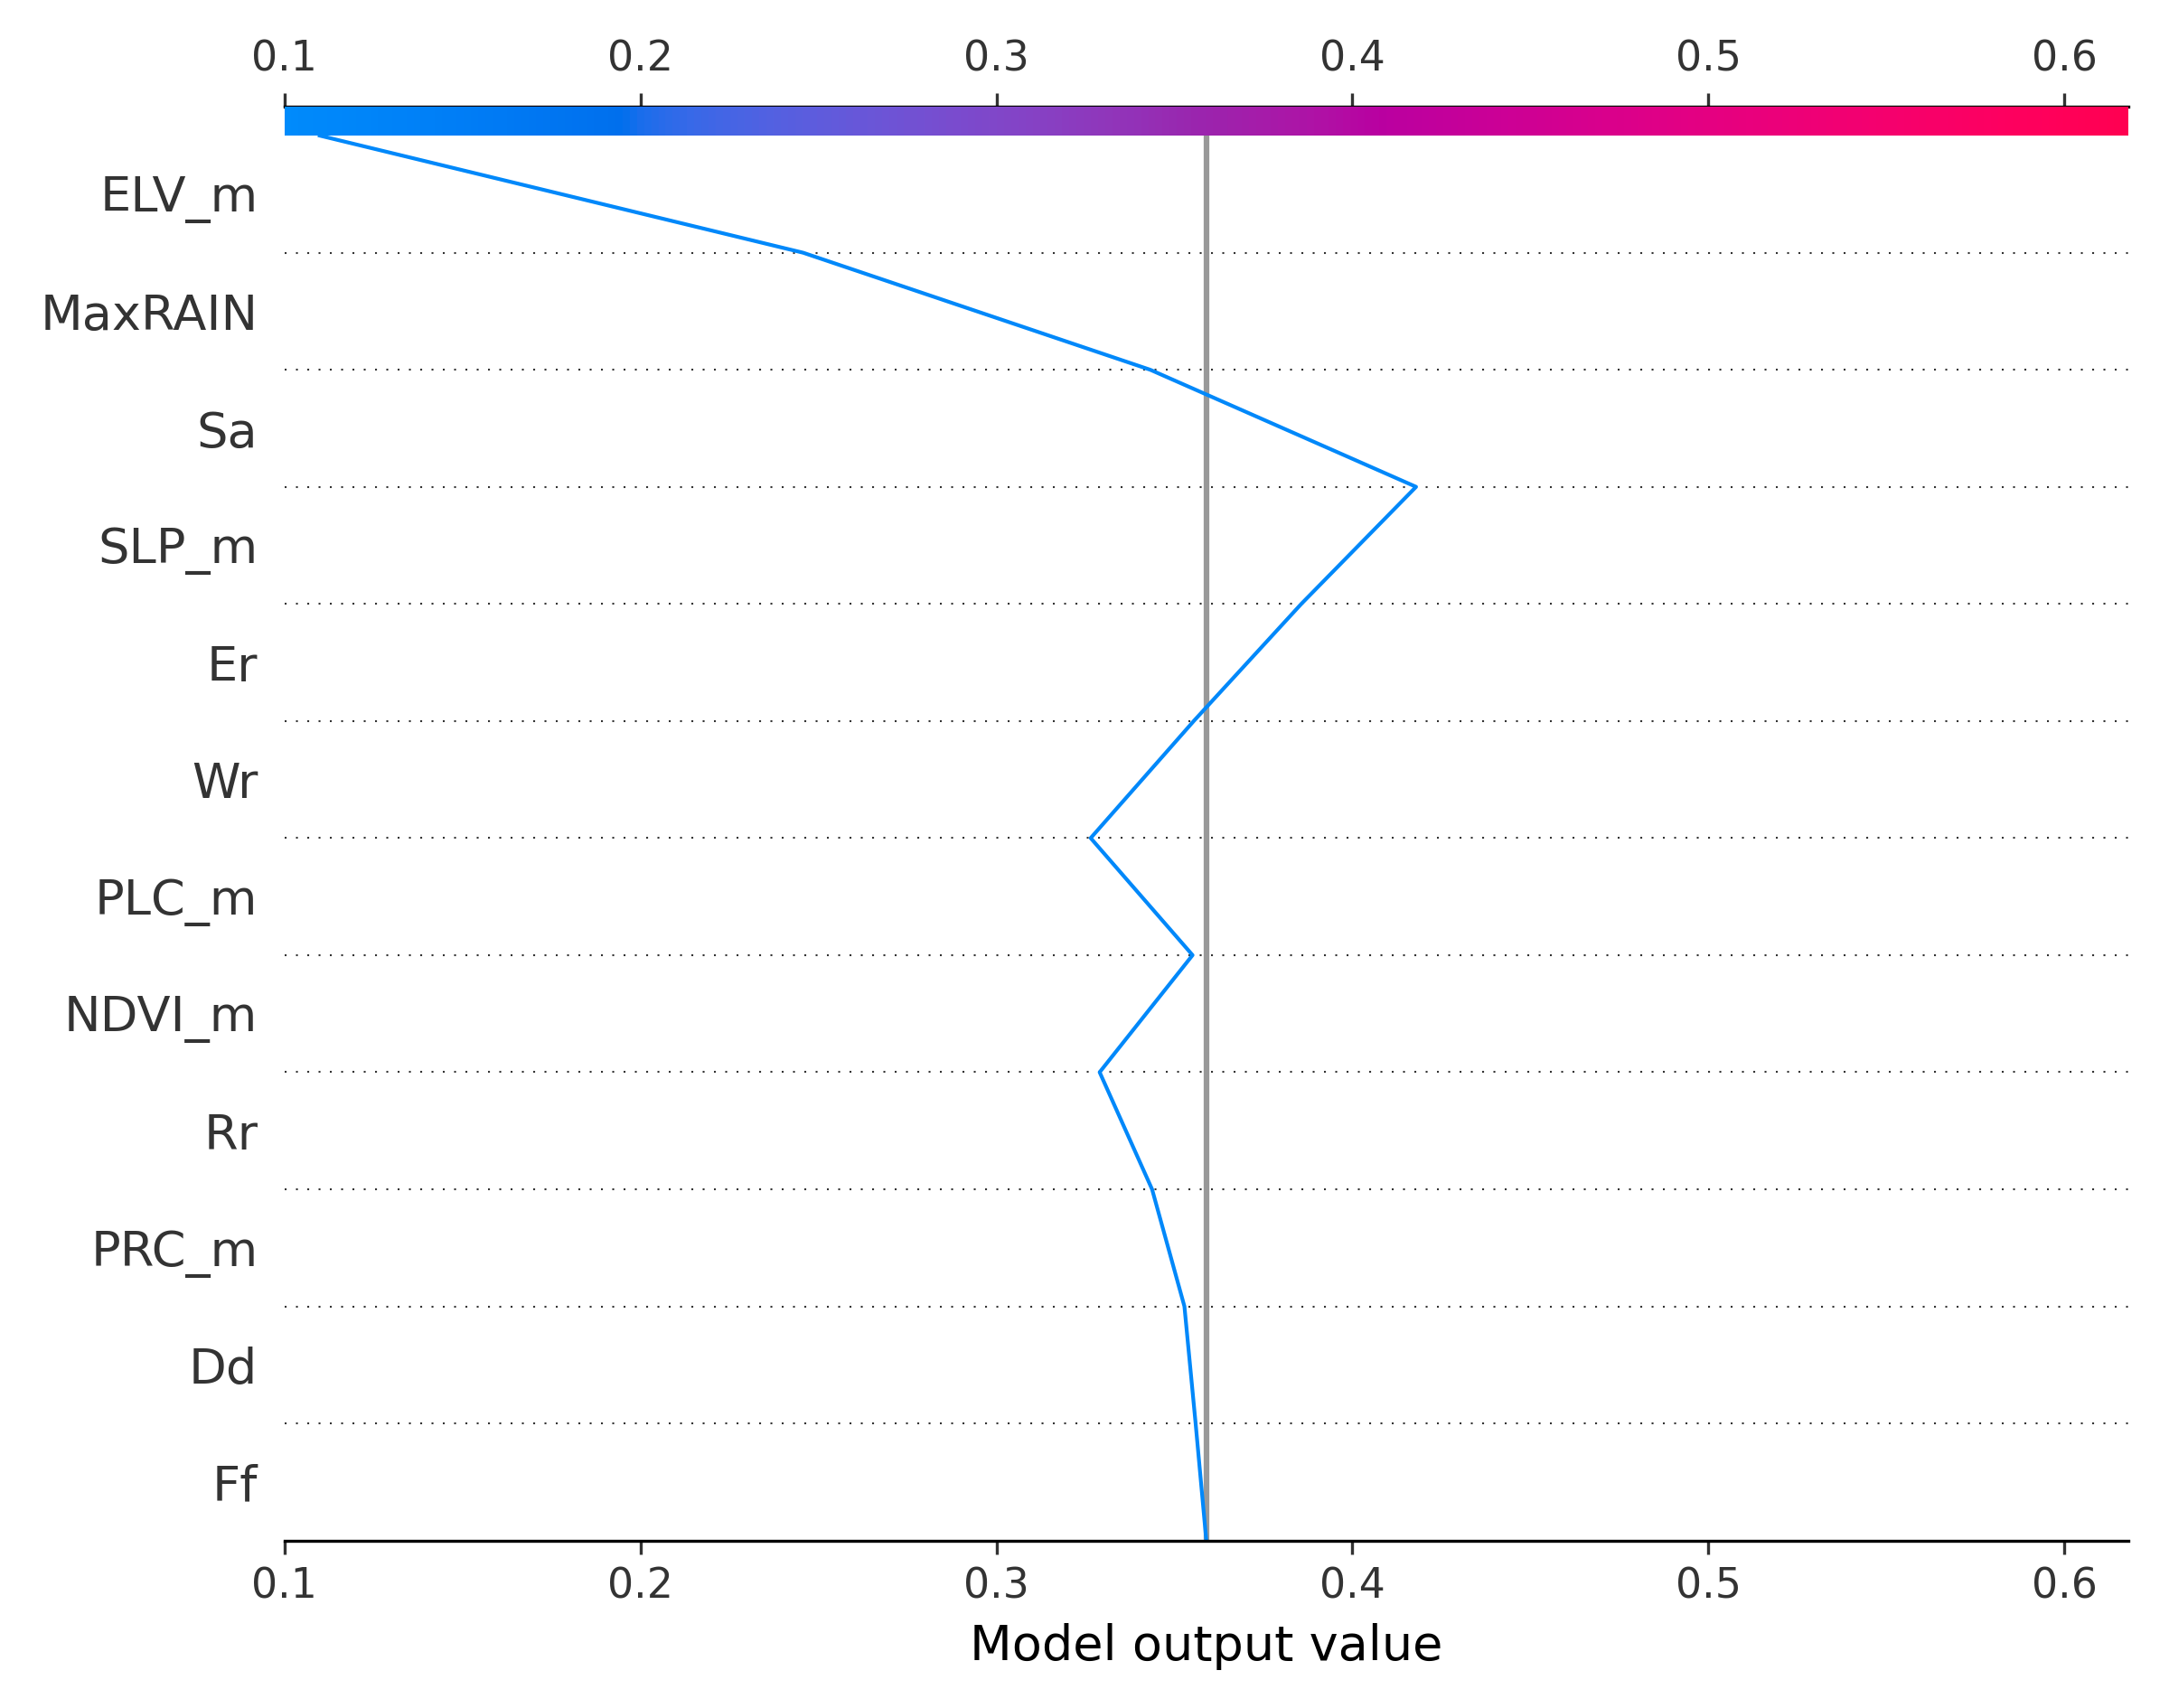 0.1 0.2 0.3 0.4 0.5 0.6
ELV_m
MaxRAIN
Sa
SLP_m
Er
Wr
PLC_m
NDVI_m
Rr
PRC_m
Dd
Ff
0.1 0.2 0.3 0.4 0.5 0.6
Model output value